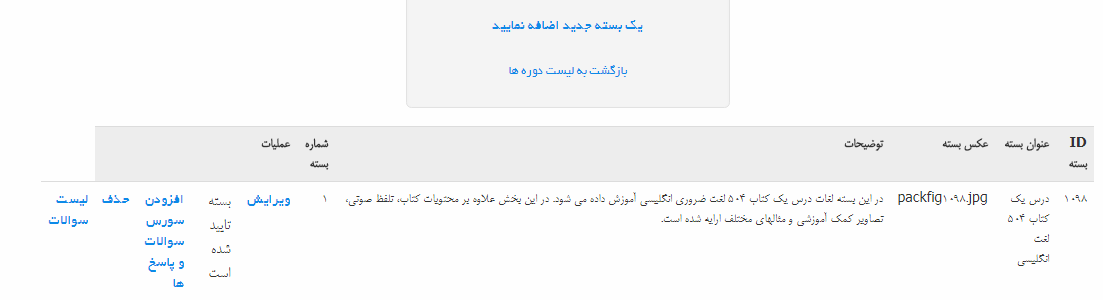 یک بسته جدید اضافه نمایید
بازگشت به لیست دوره ها
ID بسته
عنوان بسته
عکس بسته
توضیحات
شماره بسته
عملیات
۱۰۹۸
درس یک
کتاب ۵۰۴
لغت
انگلیسی
packfig۱۰۹۸.jpg
در این بسته لغات درس یک کتاب ۵۰۴ لغت ضروری انگلیسی آموزش داده می شود. در این بخش علاوه بر محتویات کتاب، تلفظ صوتی،
تصاویر کمک آموزشی و مثالهای مختلف ارایه شده است.
۱
ویرایش
بسته
تایید
شده
است
افزودن
سورس
سوالات
و پاسخ
ها
حذف
لیست
سوالات